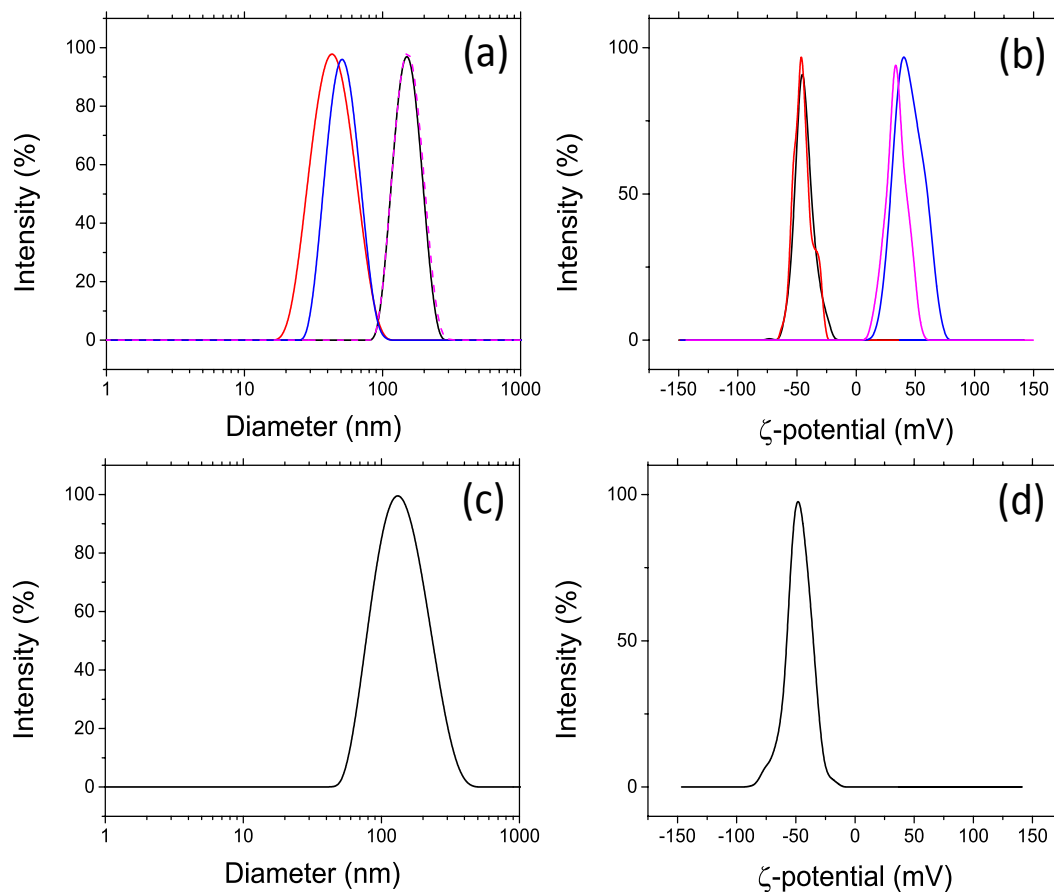 (a)
Intensity (%)
100
80
60
40
20
0
1 10 100 1000
Diameter (nm)
(b)
Intensity (%)
100
50
0
-150 -100 -50 0 50 100 150
ζ-potential (mV)
(c)
Intensity (%)
100
80
60
40
20
0
1 10 100 1000
Diameter (nm)
(d)
Intensity (%)
100
50
0
-150 -100 -50 0 50 100 150
ζ-potential (mV)